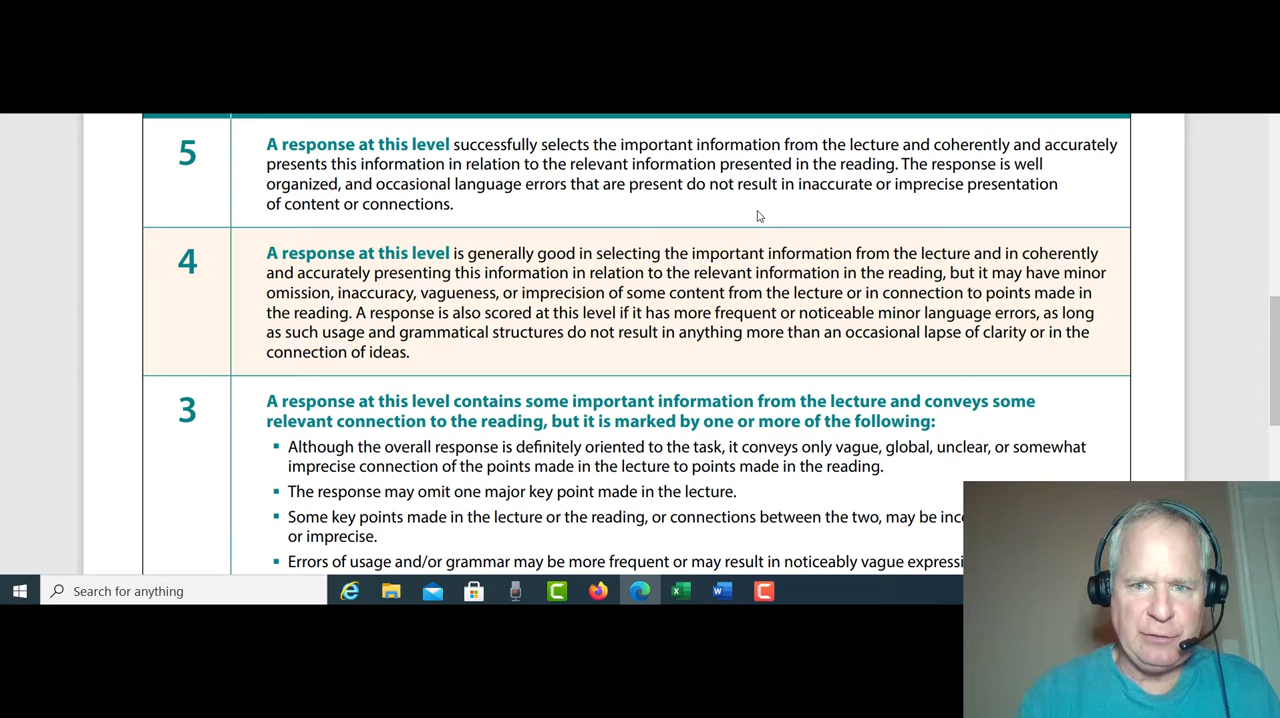 5
A response at this level successfully selects the important information from the lecture and coherently and accurately
presents this information in relation to the relevant information presented in the reading. The response is well
organized, and occasional language errors that are present do not result in inaccurate or imprecise presentation
of content or connections.
4
A response at this level is generally good in selecting the important information from the lecture and in coherently
and accurately presenting this information in relation to the relevant information in the reading, but it may have minor
omission, inaccuracy, vagueness, or imprecision of some content from the lecture or in connection to points made in
the reading. A response is also scored at this level if it has more frequent or noticeable minor language errors, as long
as such usage and grammatical structures do not result in anything more than an occasional lapse of clarity or in the
connection of ideas.
3
A response at this level contains some important information from the lecture and conveys some
relevant connection to the reading, but it is marked by one or more of the following:
▪ Although the overall response is definitely oriented to the task, it conveys only vague, global, unclear, or somewhat
imprecise connection of the points made in the lecture to points made in the reading.
▪ The response may omit one major key point made in the lecture.
▪ Some key points made in the lecture or the reading, or connections between the two, may be
or imprecise.
▪ Errors of usage and/or grammar may be more frequent or may result in noticeably vague
Search for anything